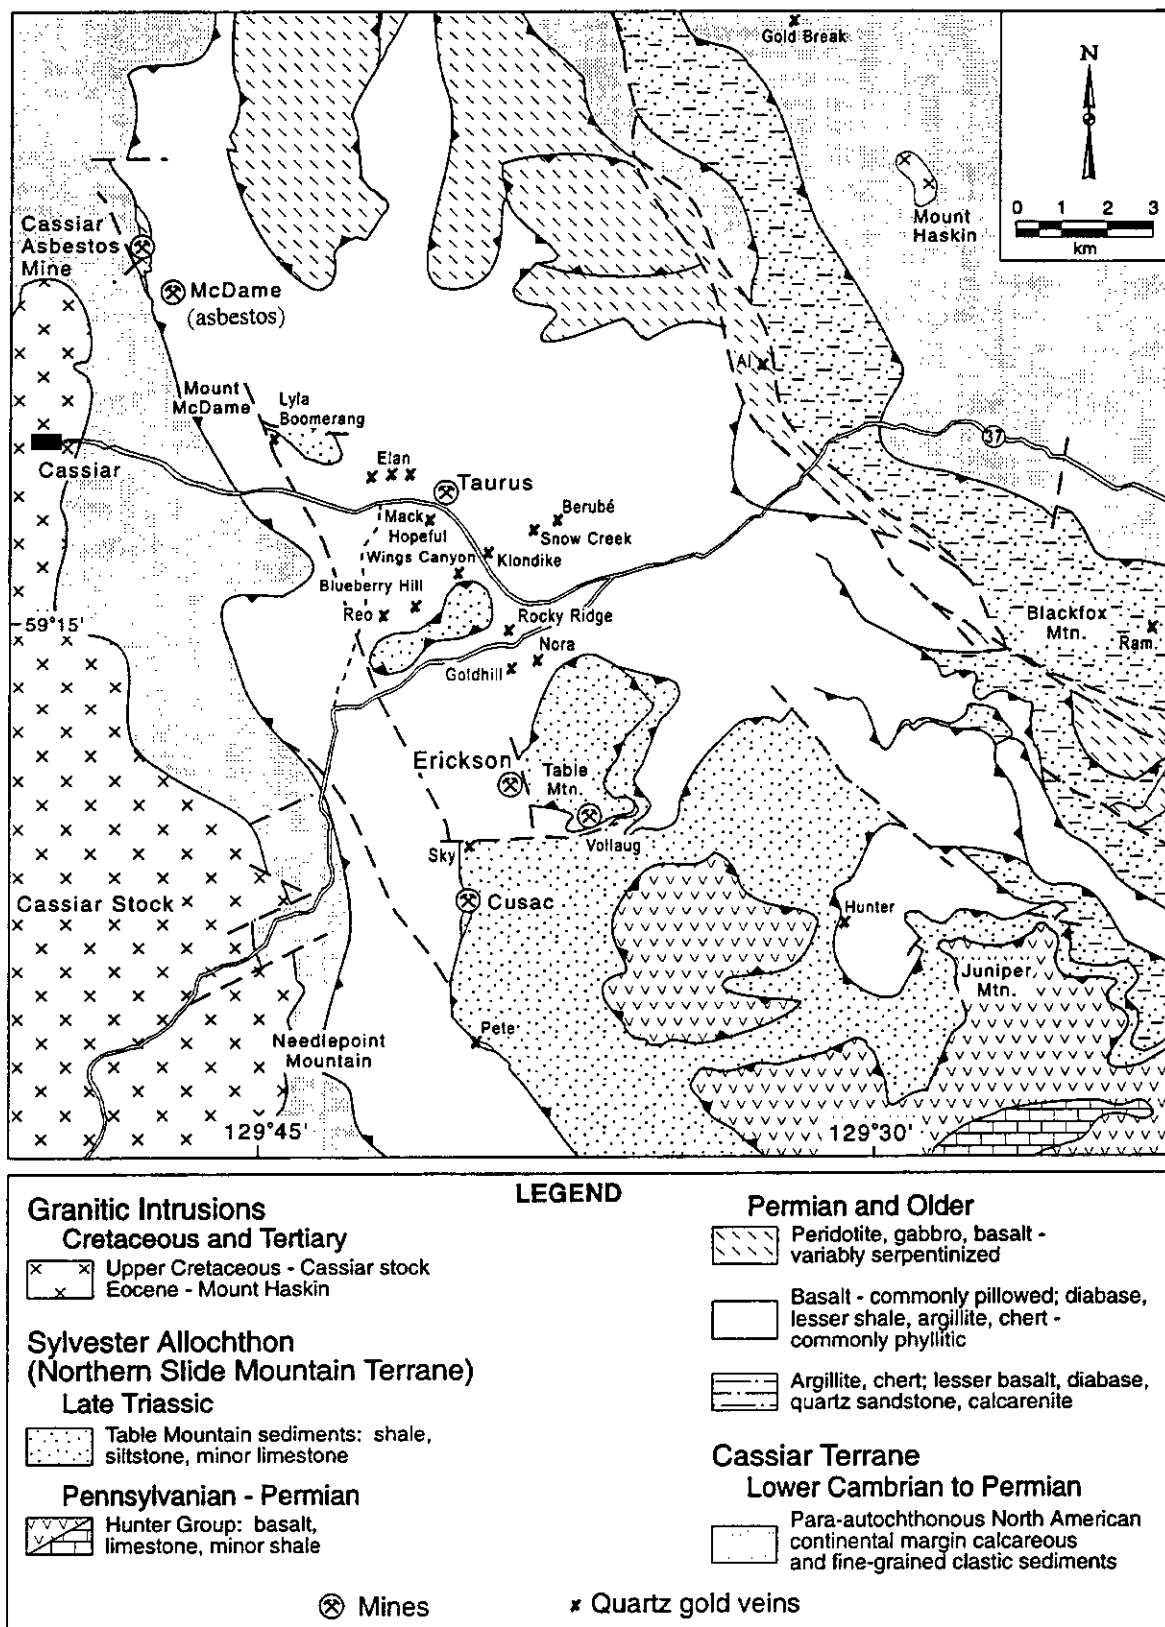 Gold Break
N
0 1 2 3
km
Mount
Haskin
Cassiar
Asbestos
Mine
McDame
(asbestos)
Al
Mount
McDame
Lyla
Boomerang
37
Cassiar
Elan
Taurus
Mack
Hopeful
Berubé
Snow Creek
Wings Canyon
Klondike
Blueberry Hill
Reo
Rocky Ridge
59°15'
Blackfox
Mtn.
Ram
Nora
Goldhill
Erickson
Table
Mtn.
Vollaug
Sky
Cusac
Cassiar Stock
Hunter
Juniper
Mtn.
Pete
Needlepoint
Mountain
129°45'
129°30'
LEGEND
Granitic Intrusions
Cretaceous and Tertiary
Upper Cretaceous - Cassiar stock
Eocene - Mount Haskin
Sylvester Allochthon
(Northern Slide Mountain Terrane)
Late Triassic
Table Mountain sediments: shale,
siltstone, minor limestone
Pennsylvanian - Permian
Hunter Group: basalt,
limestone, minor shale
Permian and Older
Peridotite, gabbro, basalt -
variably serpentinized
Basalt - commonly pillowed; diabase,
lesser shale, argillite, chert -
commonly phyllitic
Argillite, chert; lesser basalt, diabase,
quartz sandstone, calcarenite
Cassiar Terrane
Lower Cambrian to Permian
Para-autochthonous North American
continental margin calcareous
and fine-grained clastic sediments
Mines
Quartz gold veins